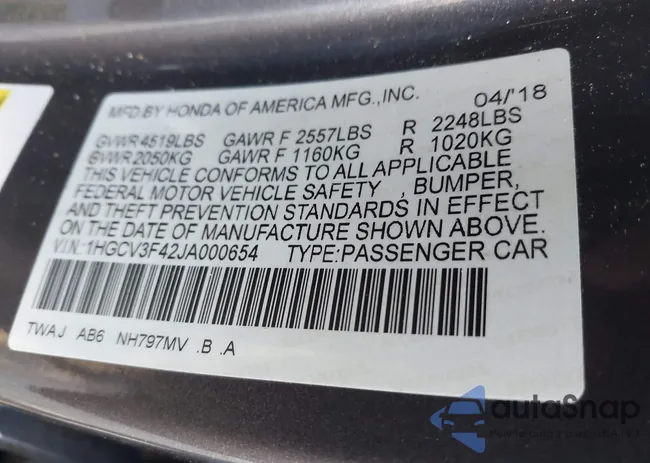 MFD.BY HONDA OF AMERICA MFG.,INC. 04/'18
GVWR 4519LBS GAWR F 2557LBS R 2248LBS
GVWR 2050KG GAWR F 1160KG R 1020KG
THIS VEHICLE CONFORMS TO ALL APPLICABLE
FEDERAL MOTOR VEHICLE SAFETY , BUMPER,
AND THEFT PREVENTION STANDARDS IN EFFECT
ON THE DATE OF MANUFACTURE SHOWN ABOVE.
V.I.N.:1HGCV3F42JA000654 TYPE:PASSENGER CAR
TWAJ AB6 NH797MV .B .A
autoSnap